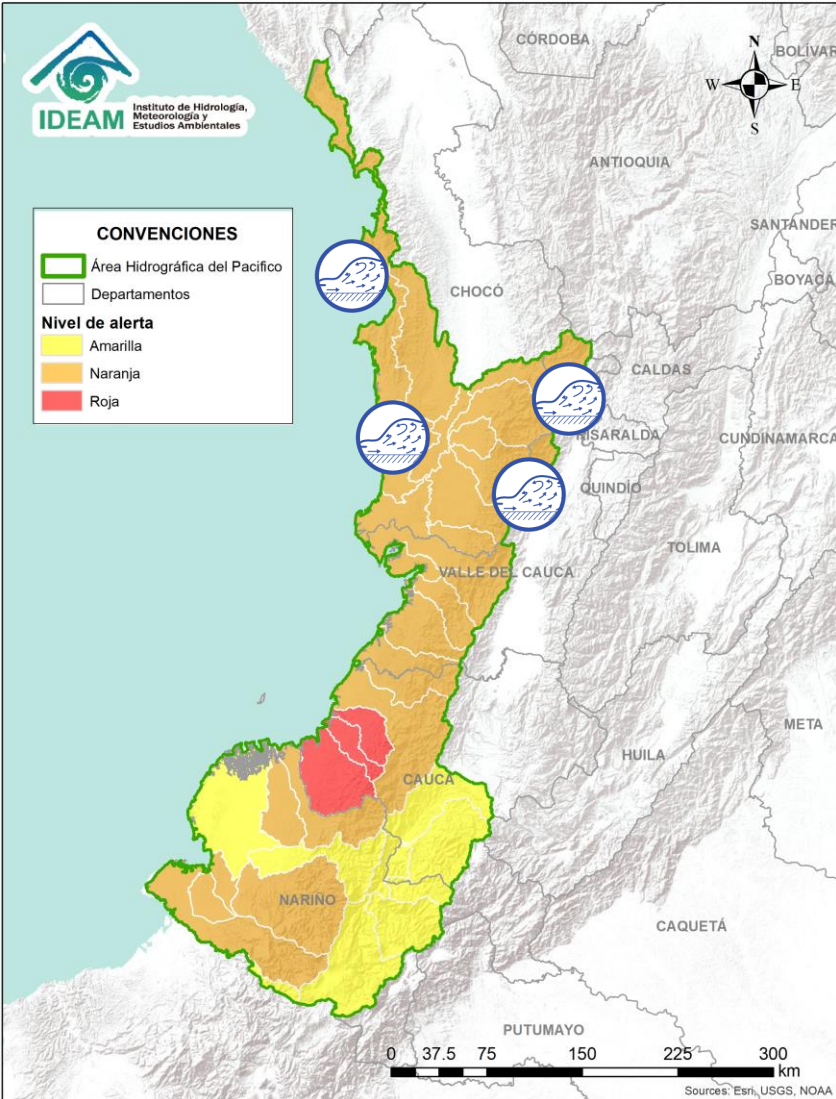 IDEAM
Instituto de Hidrología,
Meteorología y
Estudios Ambientales
N
W E
S
CÓRDOBA
BOLÍVAR
ANTIOQUIA
SANTANDER
BOYACÁ
CHOCÓ
CALDAS
RISARALDA
CUNDINAMARCA
QUINDÍO
TOLIMA
VALLE DEL CAUCA
META
HUILA
CAUCA
NARIÑO
CAQUETÁ
PUTUMAYO
CONVENCIONES
Área Hidrográfica del Pacifico
Departamentos
Nivel de alerta
Amarilla
Naranja
Roja
0 37.5 75 150 225 300
km
Sources: Esri, USGS, NOAA